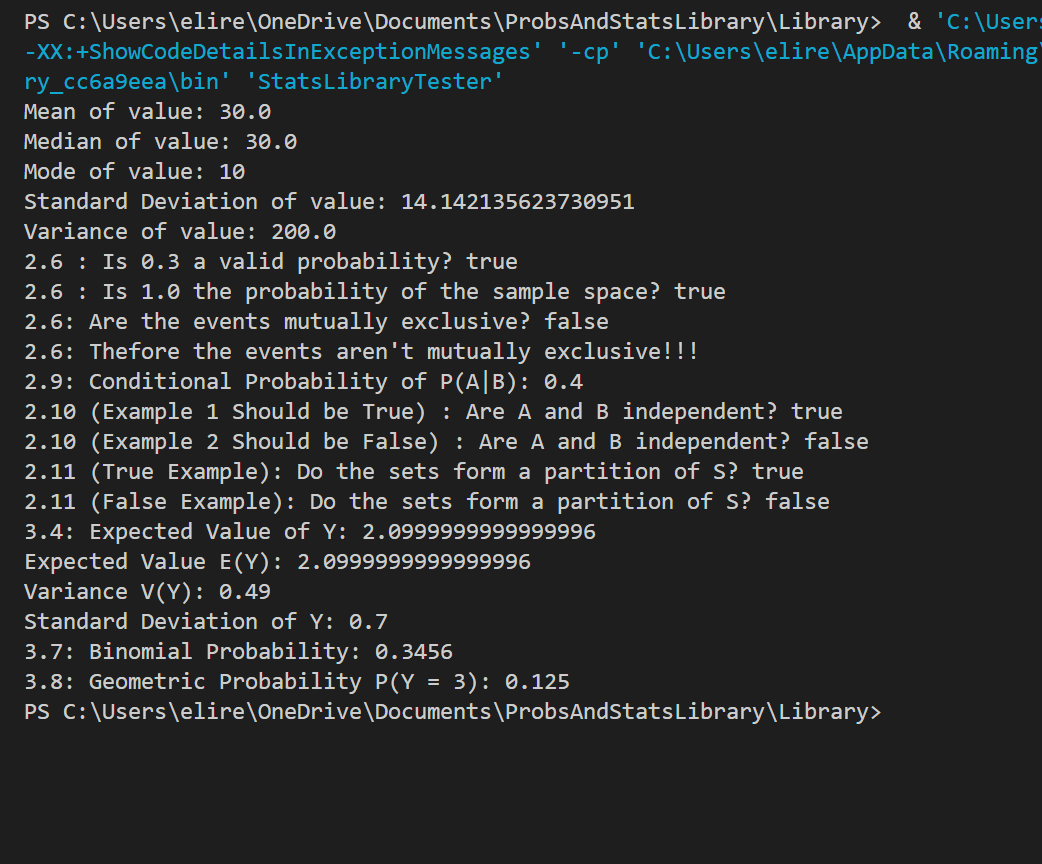 PS C:\Users\elire\OneDrive\Documents\ProbsAndStatsLibrary\Library>  & 'C:\Users
-XX:+ShowCodeDetailsInExceptionMessages' '-cp' 'C:\Users\elire\AppData\Roaming\
ry_cc6a9eea\bin' 'StatsLibraryTester'
Mean of value: 30.0
Median of value: 30.0
Mode of value: 10
Standard Deviation of value: 14.142135623730951
Variance of value: 200.0
2.6 : Is 0.3 a valid probability? true
2.6 : Is 1.0 the probability of the sample space? true
2.6: Are the events mutually exclusive? false
2.6: Thefore the events aren't mutually exclusive!!!
2.9: Conditional Probability of P(A|B): 0.4
2.10 (Example 1 Should be True) : Are A and B independent? true
2.10 (Example 2 Should be False) : Are A and B independent? false
2.11 (True Example): Do the sets form a partition of S? true
2.11 (False Example): Do the sets form a partition of S? false
3.4: Expected Value of Y: 2.0999999999999996
Expected Value E(Y): 2.0999999999999996
Variance V(Y): 0.49
Standard Deviation of Y: 0.7
3.7: Binomial Probability: 0.3456
3.8: Geometric Probability P(Y = 3): 0.125
PS C:\Users\elire\OneDrive\Documents\ProbsAndStatsLibrary\Library>